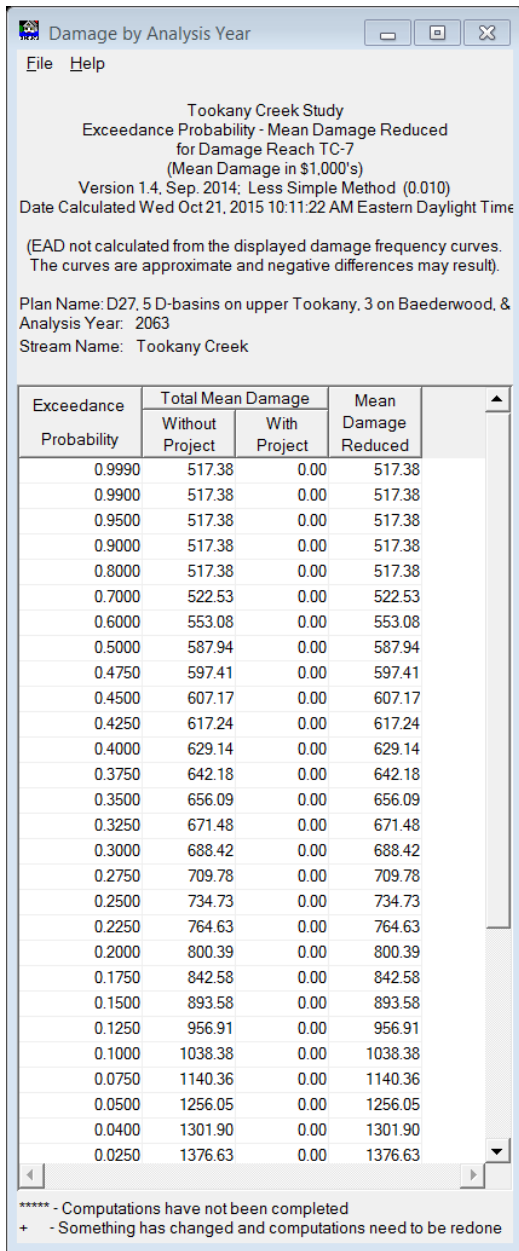 Damage by Analysis Year
File Help
Tookany Creek Study
Exceedance Probability - Mean Damage Reduced
for Damage Reach TC-7
(Mean Damage in $1,000's)
Version 1.4, Sep. 2014; Less Simple Method (0.010)
Date Calculated Wed Oct 21, 2015 10:11:22 AM Eastern Daylight Time
(EAD not calculated from the displayed damage frequency curves.
The curves are approximate and negative differences may result).
Plan Name: D27, 5 D-basins on upper Tookany, 3 on Baederwood, &
Analysis Year: 2063
Stream Name: Tookany Creek
Exceedance Total Mean Damage Mean
Without With Damage
Probability Project Project Reduced
0.9990 517.38 0.00 517.38
0.9900 517.38 0.00 517.38
0.9500 517.38 0.00 517.38
0.9000 517.38 0.00 517.38
0.8000 517.38 0.00 517.38
0.7000 522.53 0.00 522.53
0.6000 553.08 0.00 553.08
0.5000 587.94 0.00 587.94
0.4750 597.41 0.00 597.41
0.4500 607.17 0.00 607.17
0.4250 617.24 0.00 617.24
0.4000 629.14 0.00 629.14
0.3750 642.18 0.00 642.18
0.3500 656.09 0.00 656.09
0.3250 671.48 0.00 671.48
0.3000 688.42 0.00 688.42
0.2750 709.78 0.00 709.78
0.2500 734.73 0.00 734.73
0.2250 764.63 0.00 764.63
0.2000 800.39 0.00 800.39
0.1750 842.58 0.00 842.58
0.1500 893.58 0.00 893.58
0.1250 956.91 0.00 956.91
0.1000 1038.38 0.00 1038.38
0.0750 1140.36 0.00 1140.36
0.0500 1256.05 0.00 1256.05
0.0400 1301.90 0.00 1301.90
0.0250 1376.63 0.00 1376.63
***** - Computations have not been completed
+ - Something has changed and computations need to be redone